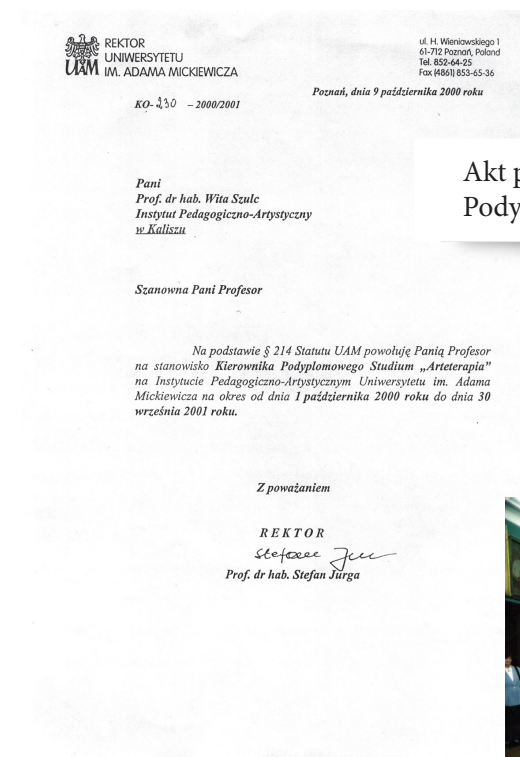 REKTOR
UNIWERSYTETU
UAM IM. ADAMA MICKIEWICZA
ul. H. Wieniawskiego 1
61-712 Poznań, Poland
Tel. 852-64-25
Fax (4861) 853-65-36
Poznań, dnia 9 października 2000 roku
KO- 230 – 2000/2001
Akt p
Pody
Pani
Prof. dr hab. Wita Szulc
Instytut Pedagogiczno-Artystyczny
w Kaliszu
Szanowna Pani Profesor
Na podstawie § 214 Statutu UAM powołuję Panią Profesor
na stanowisko Kierownika Podyplomowego Studium „Arteterapia”
na Instytucie Pedagogiczno-Artystycznym Uniwersytetu im. Adama
Mickiewicza na okres od dnia 1 października 2000 roku do dnia 30
września 2001 roku.
Z poważaniem
REKTOR
Prof. dr hab. Stefan Jurga